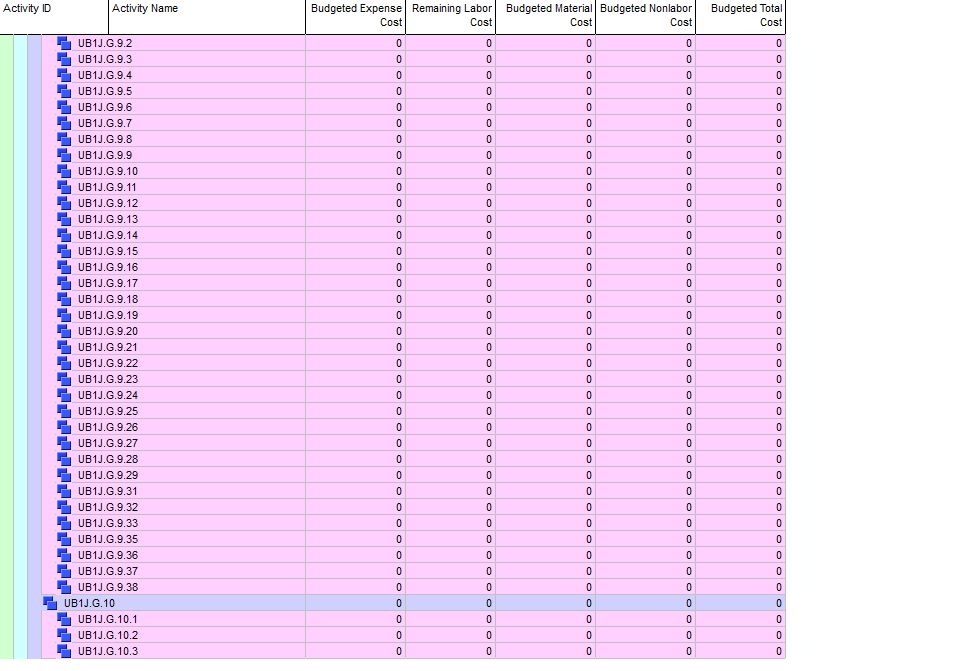 Activity ID Activity Name Budgeted Expense Cost Remaining Labor Cost Budgeted Material Cost Budgeted Nonlabor Cost Budgeted Total Cost
UB1J.G.9.2 0 0 0 0 0
UB1J.G.9.3 0 0 0 0 0
UB1J.G.9.4 0 0 0 0 0
UB1J.G.9.5 0 0 0 0 0
UB1J.G.9.6 0 0 0 0 0
UB1J.G.9.7 0 0 0 0 0
UB1J.G.9.8 0 0 0 0 0
UB1J.G.9.9 0 0 0 0 0
UB1J.G.9.10 0 0 0 0 0
UB1J.G.9.11 0 0 0 0 0
UB1J.G.9.12 0 0 0 0 0
UB1J.G.9.13 0 0 0 0 0
UB1J.G.9.14 0 0 0 0 0
UB1J.G.9.15 0 0 0 0 0
UB1J.G.9.16 0 0 0 0 0
UB1J.G.9.17 0 0 0 0 0
UB1J.G.9.18 0 0 0 0 0
UB1J.G.9.19 0 0 0 0 0
UB1J.G.9.20 0 0 0 0 0
UB1J.G.9.21 0 0 0 0 0
UB1J.G.9.22 0 0 0 0 0
UB1J.G.9.23 0 0 0 0 0
UB1J.G.9.24 0 0 0 0 0
UB1J.G.9.25 0 0 0 0 0
UB1J.G.9.26 0 0 0 0 0
UB1J.G.9.27 0 0 0 0 0
UB1J.G.9.28 0 0 0 0 0
UB1J.G.9.29 0 0 0 0 0
UB1J.G.9.31 0 0 0 0 0
UB1J.G.9.32 0 0 0 0 0
UB1J.G.9.33 0 0 0 0 0
UB1J.G.9.35 0 0 0 0 0
UB1J.G.9.36 0 0 0 0 0
UB1J.G.9.37 0 0 0 0 0
UB1J.G.9.38 0 0 0 0 0
UB1J.G.10 0 0 0 0 0
UB1J.G.10.1 0 0 0 0 0
UB1J.G.10.2 0 0 0 0 0
UB1J.G.10.3 0 0 0 0 0